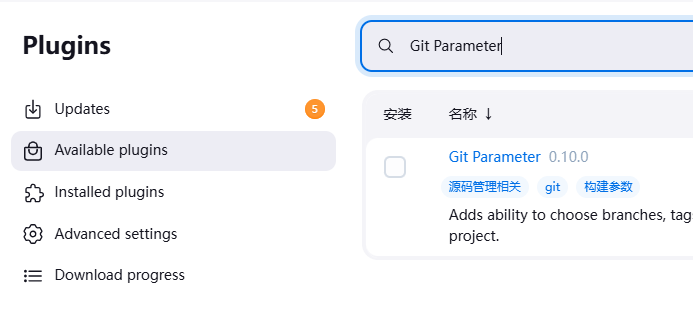 Plugins
Updates 5
Available plugins
Installed plugins
Advanced settings
Download progress
Git Parameter
安装 名称 ↓
Git Parameter 0.10.0
源码管理相关 git 构建参数
Adds ability to choose branches, tags
project.